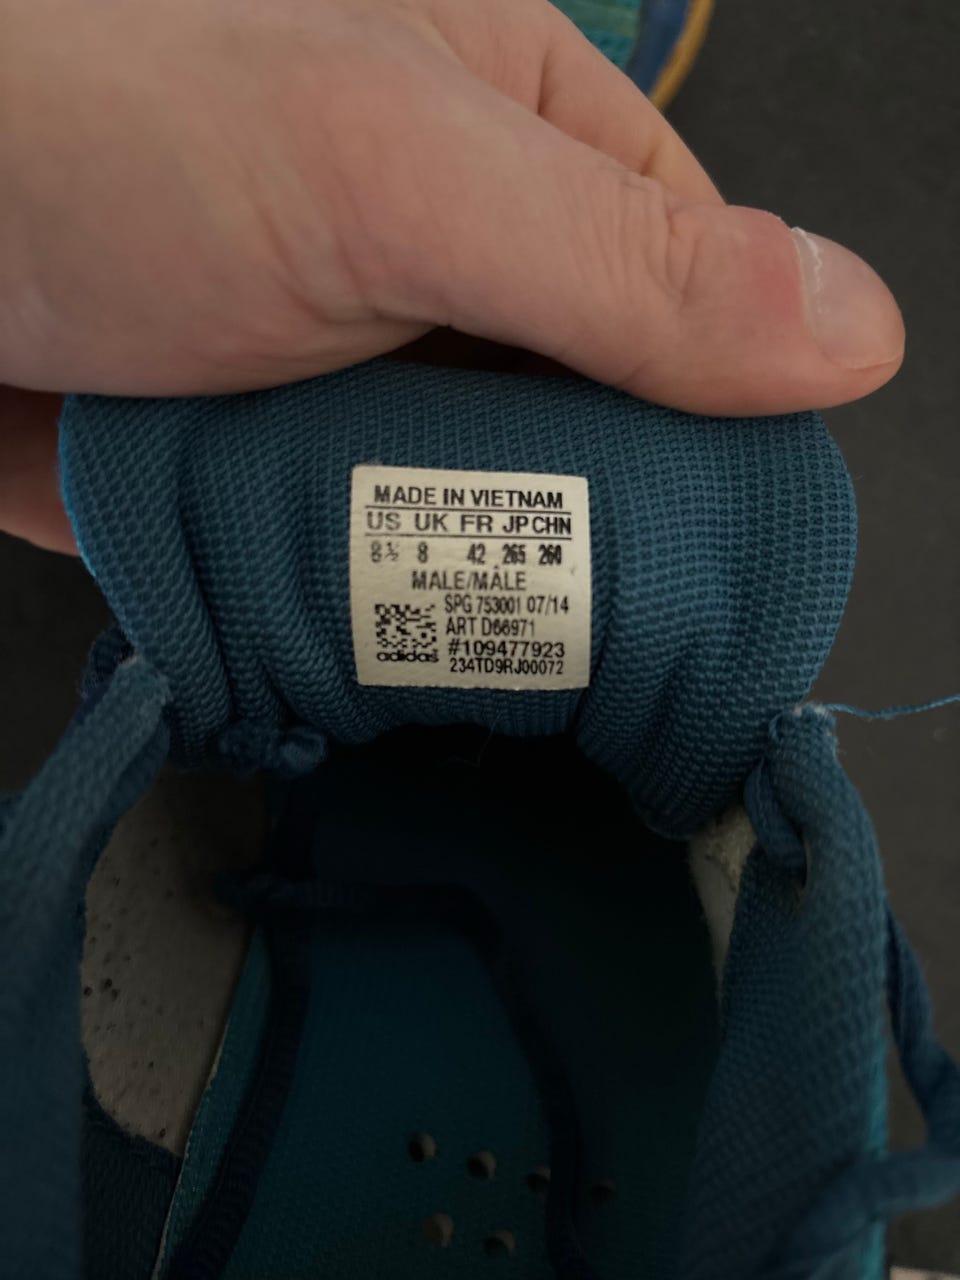 MADE IN VIETNAM
US UK FR JP CHN
8½ 8 42 265 260
MALE/MÂLE
SPG 753001 07/14
ART D66971
#109477923
adidas 234TD9RJ00072